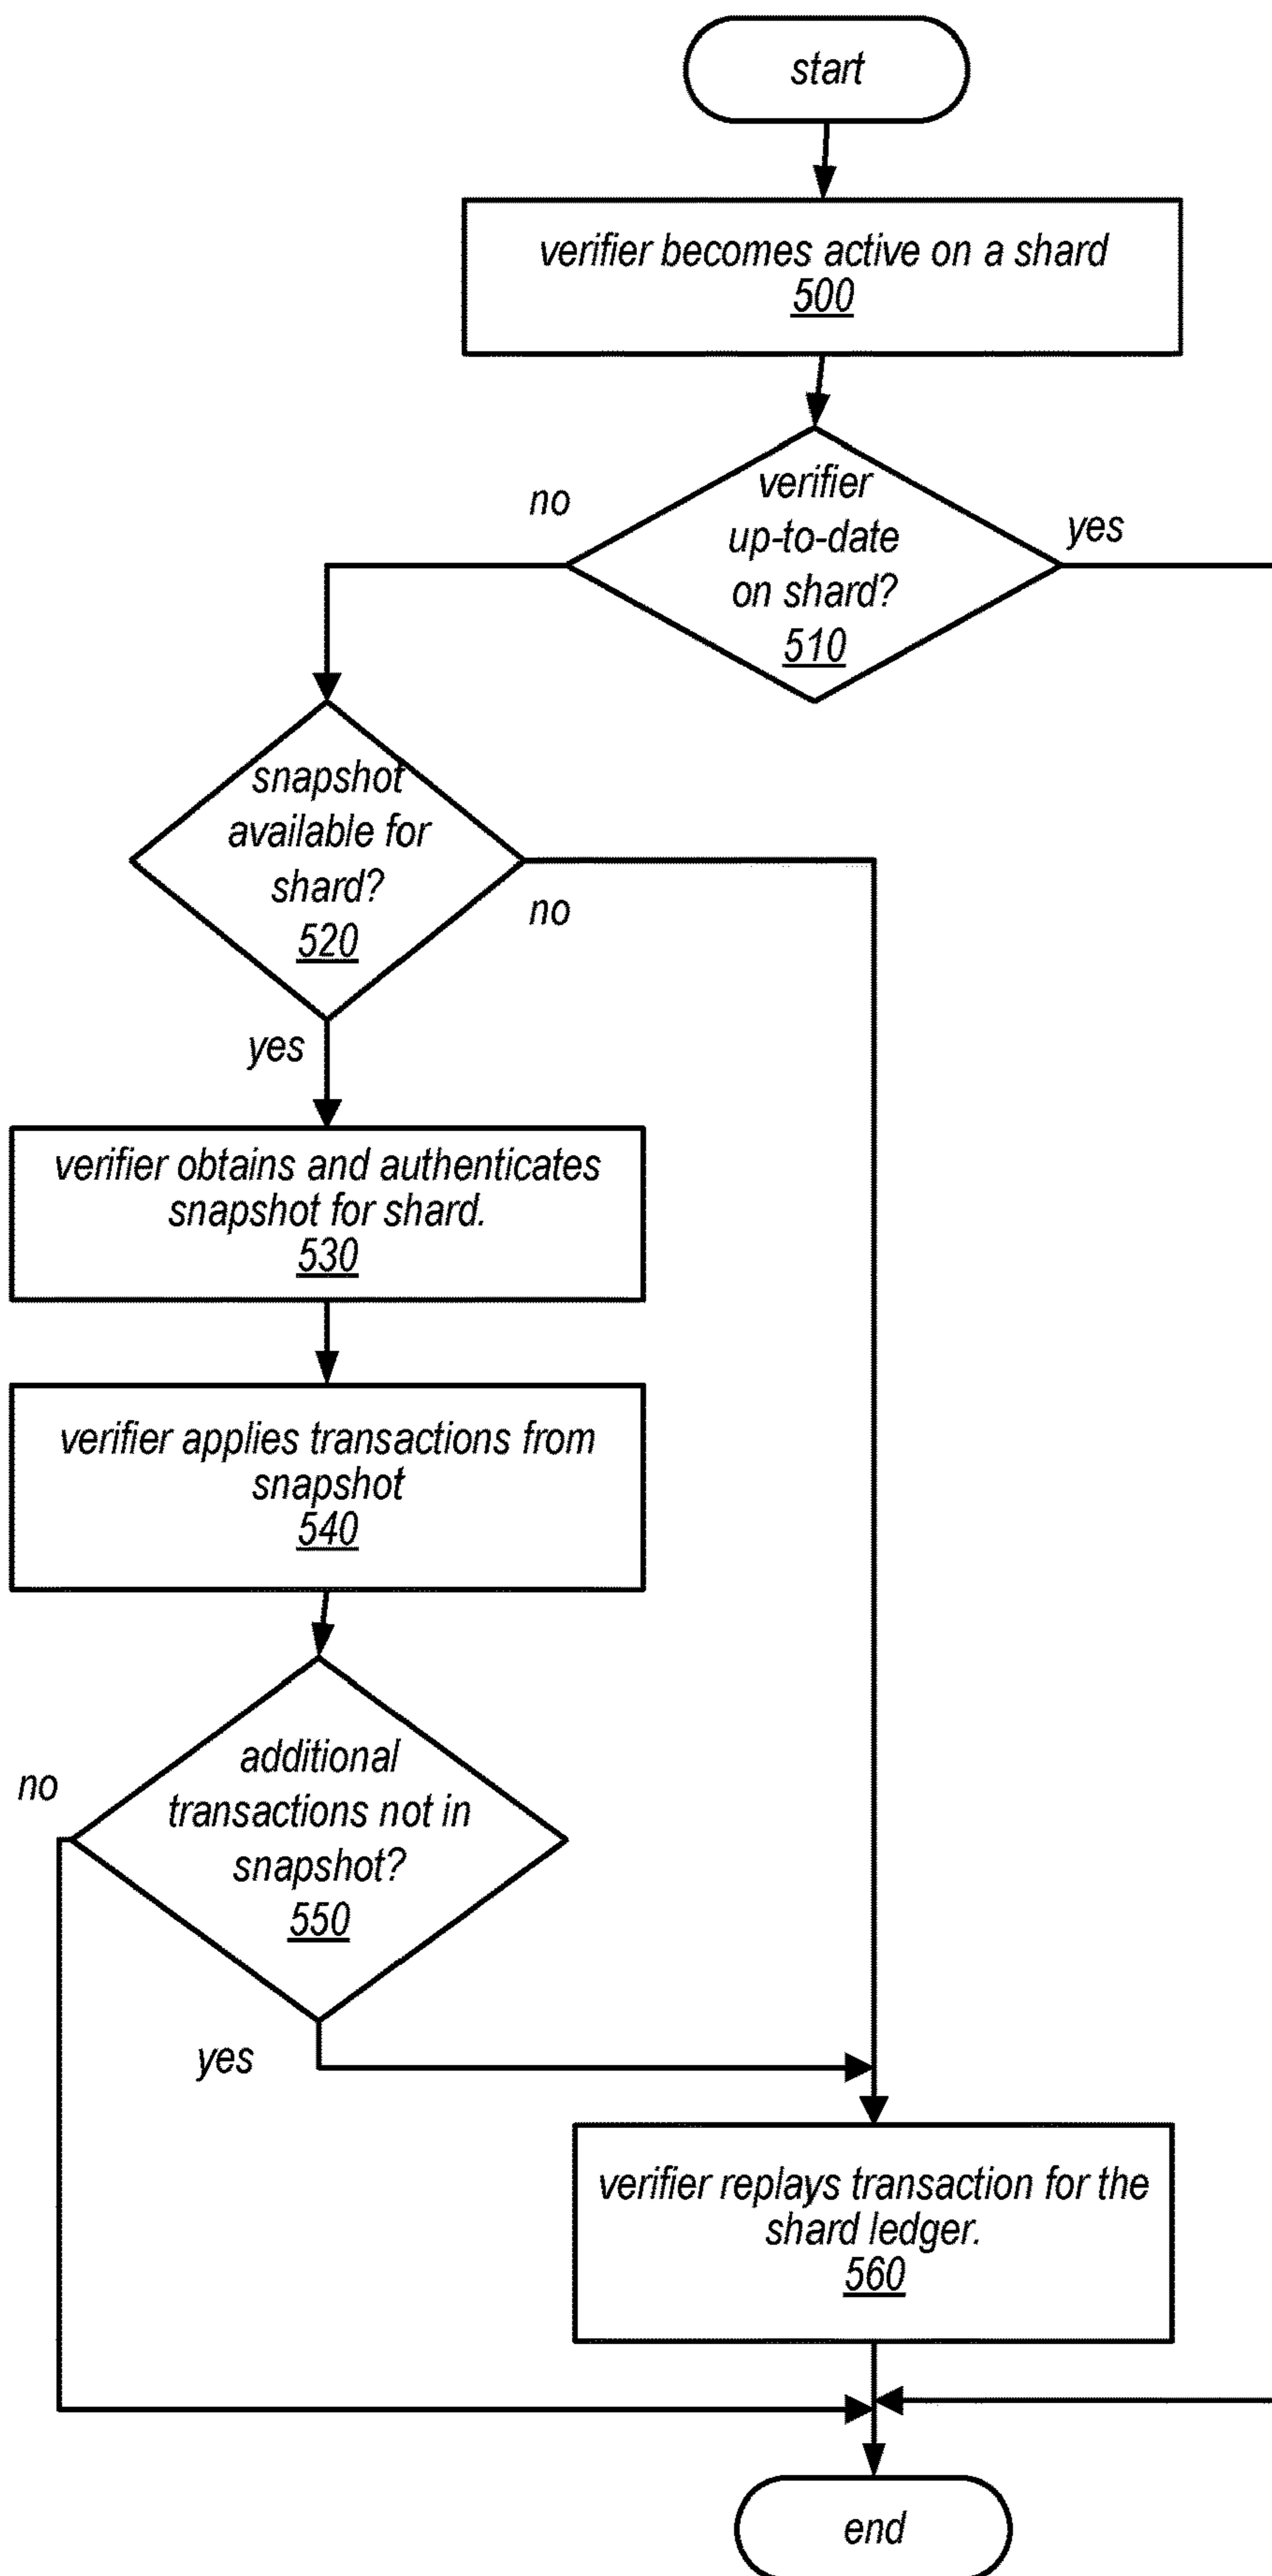 start
verifier becomes active on a shard
500
verifier
up-to-date
on shard?
510
no
yes
snapshot
available for
shard?
520
no
yes
verifier obtains and authenticates
snapshot for shard.
530
verifier applies transactions from
snapshot
540
additional
transactions not in
snapshot?
550
no
yes
verifier replays transaction for the
shard ledger.
560
end